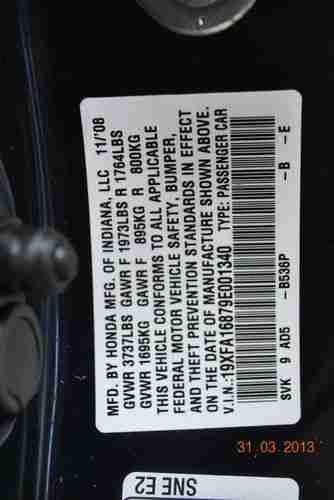 MFD. BY HONDA MFG. OF INDIANA, LLC 11/'08
GVWR 3737LBS GAWR F 1973LBS R 1764LBS
GVWR 1695KG GAWR F 895KG R 800KG
THIS VEHICLE CONFORMS TO ALL APPLICABLE
FEDERAL MOTOR VEHICLE SAFETY, BUMPER,
AND THEFT PREVENTION STANDARDS IN EFFECT
ON THE DATE OF MANUFACTURE SHOWN ABOVE.
V.I.N.: 19XFA16879E001340 TYPE: PASSENGER CAR
SVK 9 AD5 -B536P -B -E
SNE E2
31 03 2013